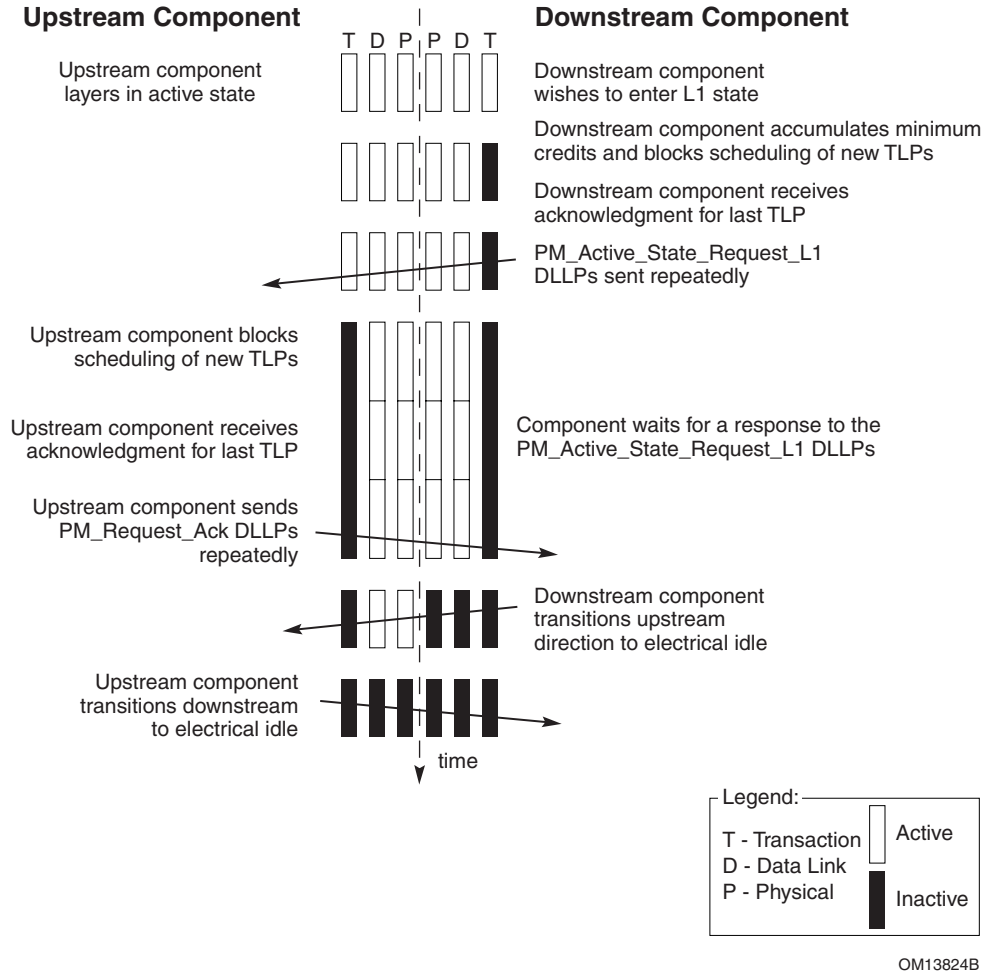 Upstream Component
Downstream Component
T D P P D T
Upstream component
layers in active state
Downstream component
wishes to enter L1 state
Downstream component accumulates minimum
credits and blocks scheduling of new TLPs
Downstream component receives
acknowledgment for last TLP
PM_Active_State_Request_L1
DLLPs sent repeatedly
Upstream component blocks
scheduling of new TLPs
Upstream component receives
acknowledgment for last TLP
Component waits for a response to the
PM_Active_State_Request_L1 DLLPs
Upstream component sends
PM_Request_Ack DLLPs
repeatedly
Downstream component
transitions upstream
direction to electrical idle
Upstream component
transitions downstream
to electrical idle
time
Legend:
T - Transaction
D - Data Link
P - Physical
Active
Inactive
OM13824B